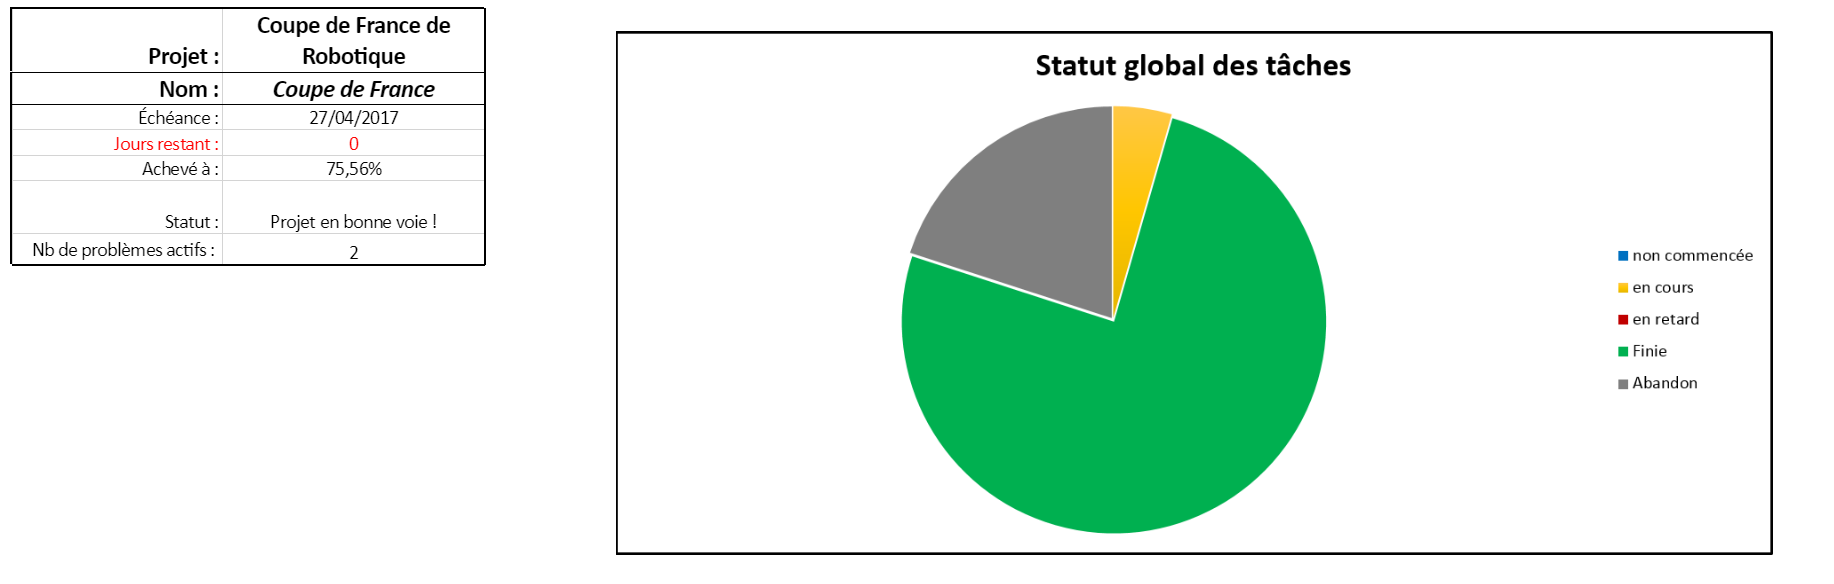 Projet : Coupe de France de
Robotique
Nom : Coupe de France
Échéance : 27/04/2017
Jours restant : 0
Achevé à : 75,56%
Statut : Projet en bonne voie !
Nb de problèmes actifs : 2
Statut global des tâches
non commencée
en cours
en retard
Finie
Abandon